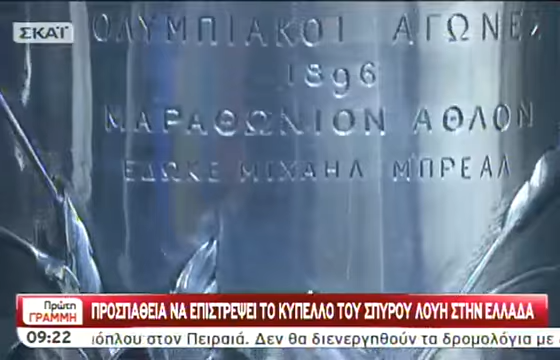 ΣΚΑΪ
ΟΛΥΜΠΙΑΚΟΙ ΑΓΩΝΕΣ
1896
ΜΑΡΑΘΩΝΙΟΝ ΑΘΛΟΝ
ΕΔΩΚΕ ΜΙΧΑΗΛ ΜΠΡΕΑΛ
Πρώτη
ΓΡΑΜΜΗ
ΠΡΟΣΠΑΘΕΙΑ ΝΑ ΕΠΙΣΤΡΕΨΕΙ ΤΟ ΚΥΠΕΛΛΟ ΤΟΥ ΣΠΥΡΟΥ ΛΟΥΗ ΣΤΗΝ ΕΛΛΑΔΑ
09:22
στον Πειραιά. Δεν θα διενεργηθούν τα δρομολόγια με